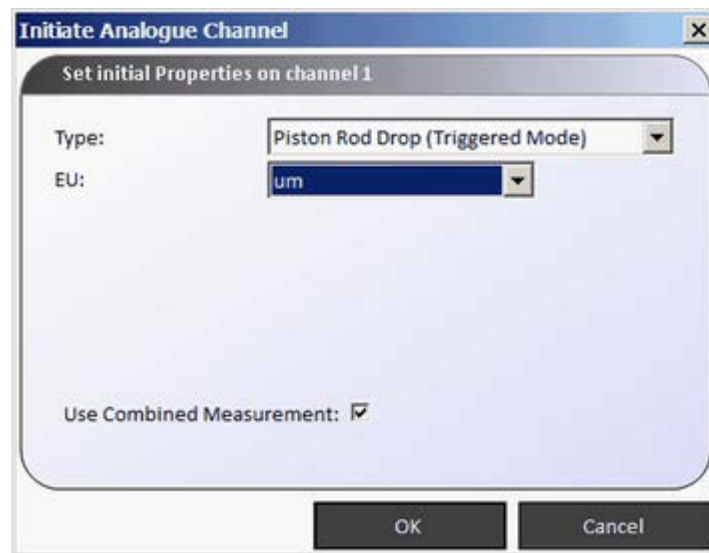 Initiate Analogue Channel
Set initial Properties on channel 1
Type: Piston Rod Drop (Triggered Mode)
EU: um
Use Combined Measurement:
OK Cancel